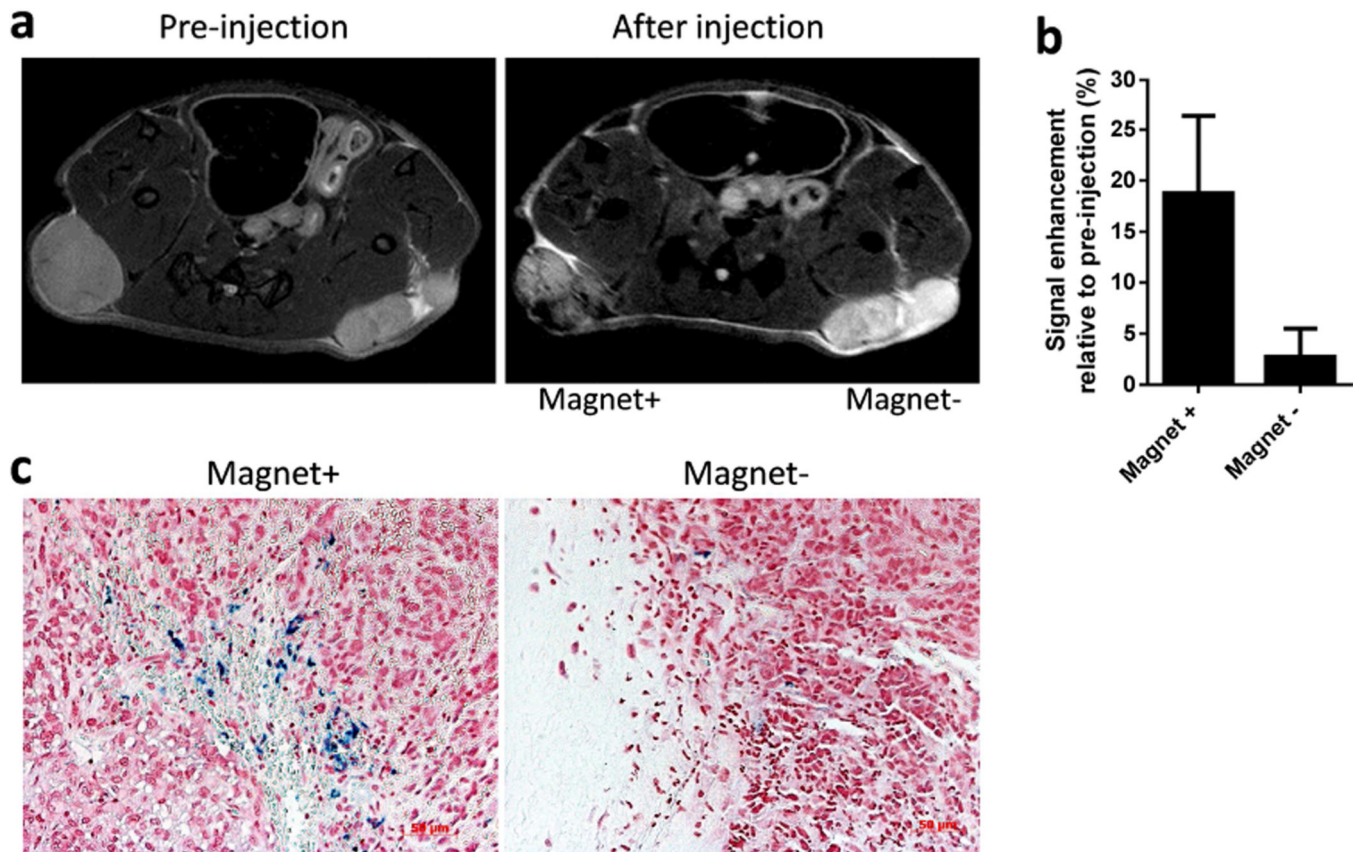 a
Pre-injection
After injection
Magnet+
Magnet-
b
Signal enhancement
relative to pre-injection (%)
30
25
20
15
10
5
0
Magnet +
Magnet -
c
Magnet+
Magnet-
50 µm
50 µm